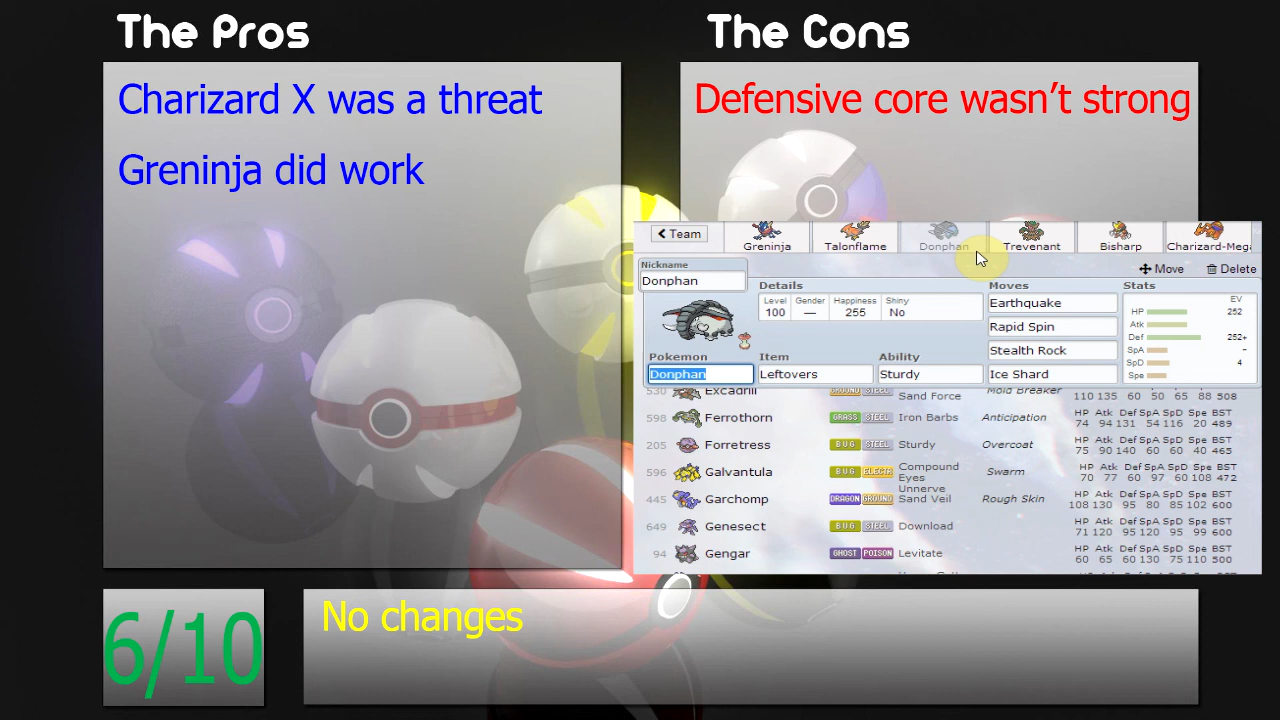 The Pros
The Cons
Charizard X was a threat
Greninja did work
Defensive core wasn't strong
Team
Greninja
Talonflame
Donphan
Trevenant
Bisharp
Charizard-Mega
Move
Delete
Nickname
Donphan
Details
Level Gender Happiness Shiny
100 — 255 No
Pokemon
Donphan
Item
Leftovers
Ability
Sturdy
Moves
Earthquake
Rapid Spin
Stealth Rock
Ice Shard
Stats
EV
HP 252
Atk
Def 252+
SpA –
SpD 4
Spe
530 Excadrill GROUND STEEL Sand Force Mold Breaker 110 135 60 50 65 88 508
HP Atk Def SpA SpD Spe BST
598 Ferrothorn GRASS STEEL Iron Barbs Anticipation 74 94 131 54 116 20 489
HP Atk Def SpA SpD Spe BST
205 Forretress BUG STEEL Sturdy Overcoat 75 90 140 60 60 40 465
HP Atk Def SpA SpD Spe BST
596 Galvantula BUG ELECTR Compound Eyes Unnerve Swarm 70 77 60 97 60 108 472
HP Atk Def SpA SpD Spe BST
445 Garchomp DRAGON GROUND Sand Veil Rough Skin 108 130 95 80 85 102 600
HP Atk Def SpA SpD Spe BST
649 Genesect BUG STEEL Download 71 120 95 120 95 99 600
HP Atk Def SpA SpD Spe BST
94 Gengar GHOST POISON Levitate 60 65 60 130 75 110 500
6/10
No changes